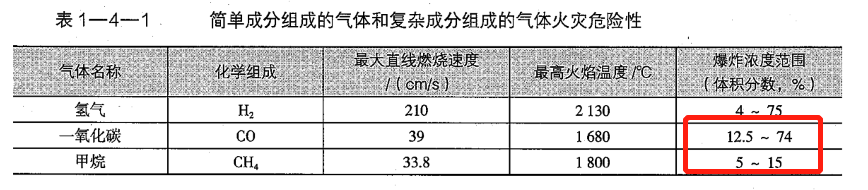 表1—4—1 简单成分组成的气体和复杂成分组成的气体火灾危险性
气体名称 化学组成 最大直线燃烧速度/(cm/s) 最高火焰温度/℃ 爆炸浓度范围(体积分数，%)
氢气 H₂ 210 2 130 4 ~ 75
一氧化碳 CO 39 1 680 12.5 ~ 74
甲烷 CH₄ 33.8 1 800 5 ~ 15